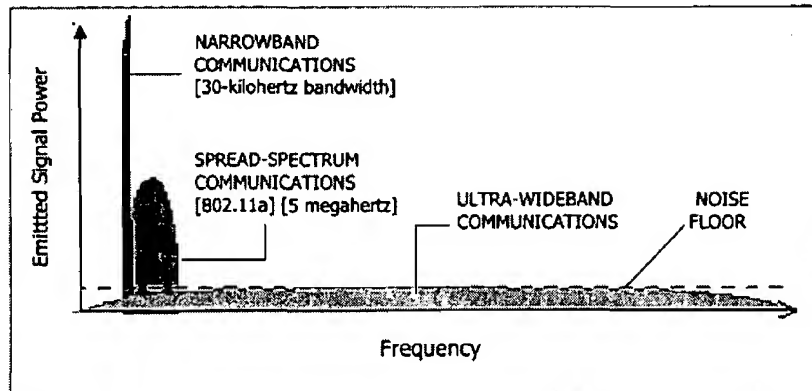 NARROWBAND
COMMUNICATIONS
[30-kilohertz bandwidth]
SPREAD-SPECTRUM
COMMUNICATIONS
[802.11a] [5 megahertz]
ULTRA-WIDEBAND
COMMUNICATIONS
NOISE
FLOOR
Emittted Signal Power
Frequency